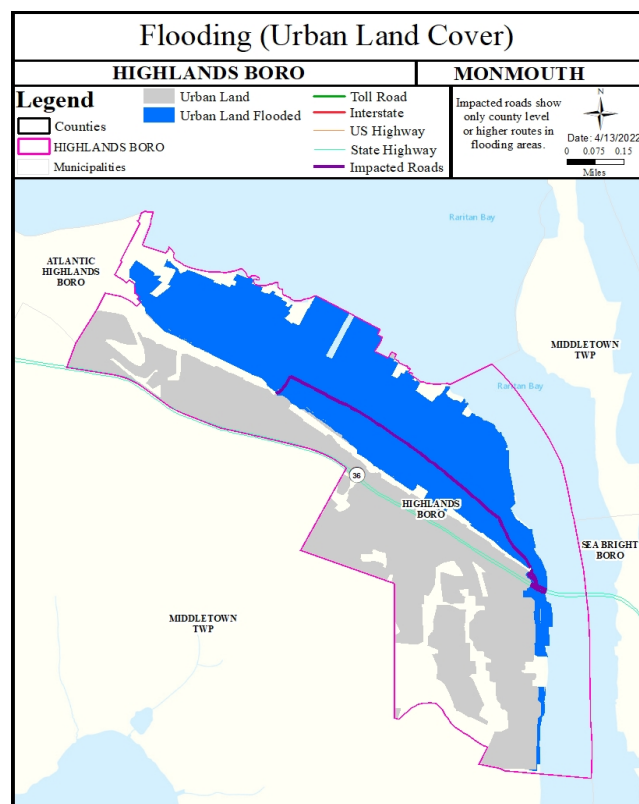 Flooding (Urban Land Cover)
HIGHLANDS BORO
MONMOUTH
Legend
Counties
HIGHLANDS BORO
Municipalities
Urban Land
Urban Land Flooded
Toll Road
Interstate
US Highway
State Highway
Impacted Roads
Impacted roads show
only county level
or higher routes in
flooding areas.
N
Date: 4/13/2022
0 0.075 0.15
Miles
Raritan Bay
ATLANTIC
HIGHLANDS
BORO
MIDDLETOWN
TWP
Raritan Bay
36
HIGHLANDS
BORO
SEA BRIGHT
BORO
MIDDLETOWN
TWP